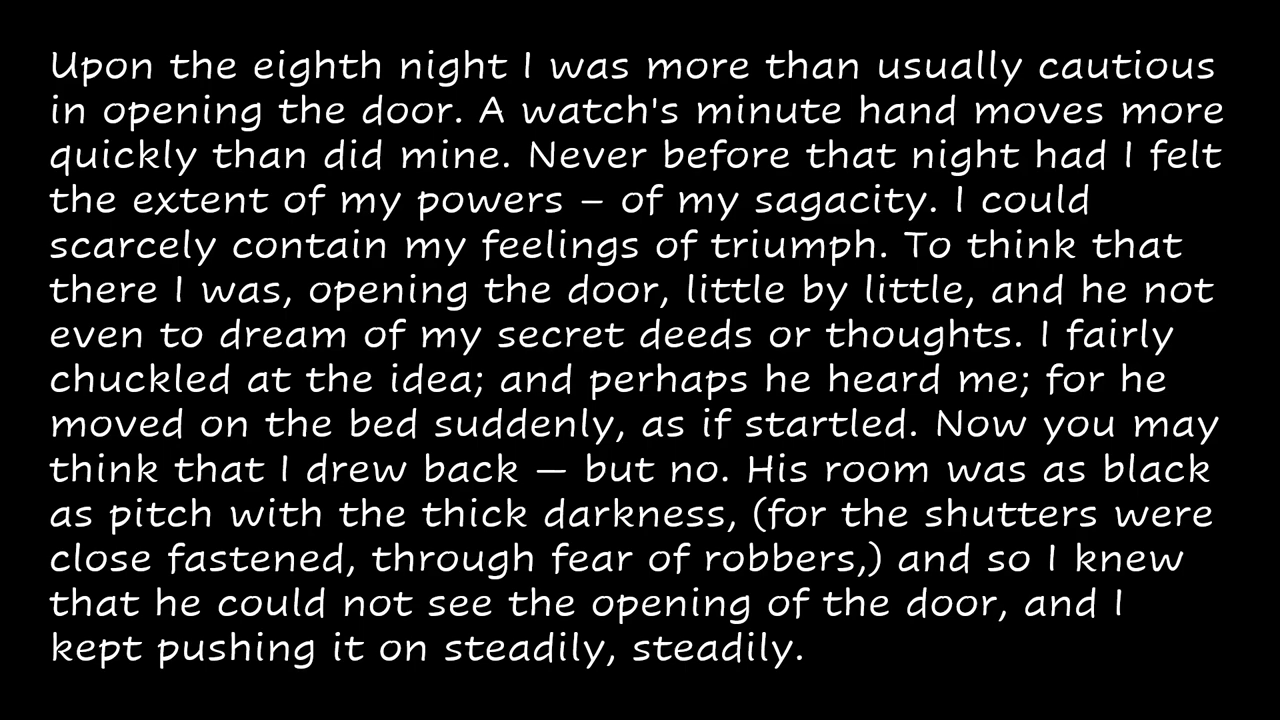 Upon the eighth night I was more than usually cautious
in opening the door. A watch's minute hand moves more
quickly than did mine. Never before that night had I felt
the extent of my powers – of my sagacity. I could
scarcely contain my feelings of triumph. To think that
there I was, opening the door, little by little, and he not
even to dream of my secret deeds or thoughts. I fairly
chuckled at the idea; and perhaps he heard me; for he
moved on the bed suddenly, as if startled. Now you may
think that I drew back — but no. His room was as black
as pitch with the thick darkness, (for the shutters were
close fastened, through fear of robbers,) and so I knew
that he could not see the opening of the door, and I
kept pushing it on steadily, steadily.